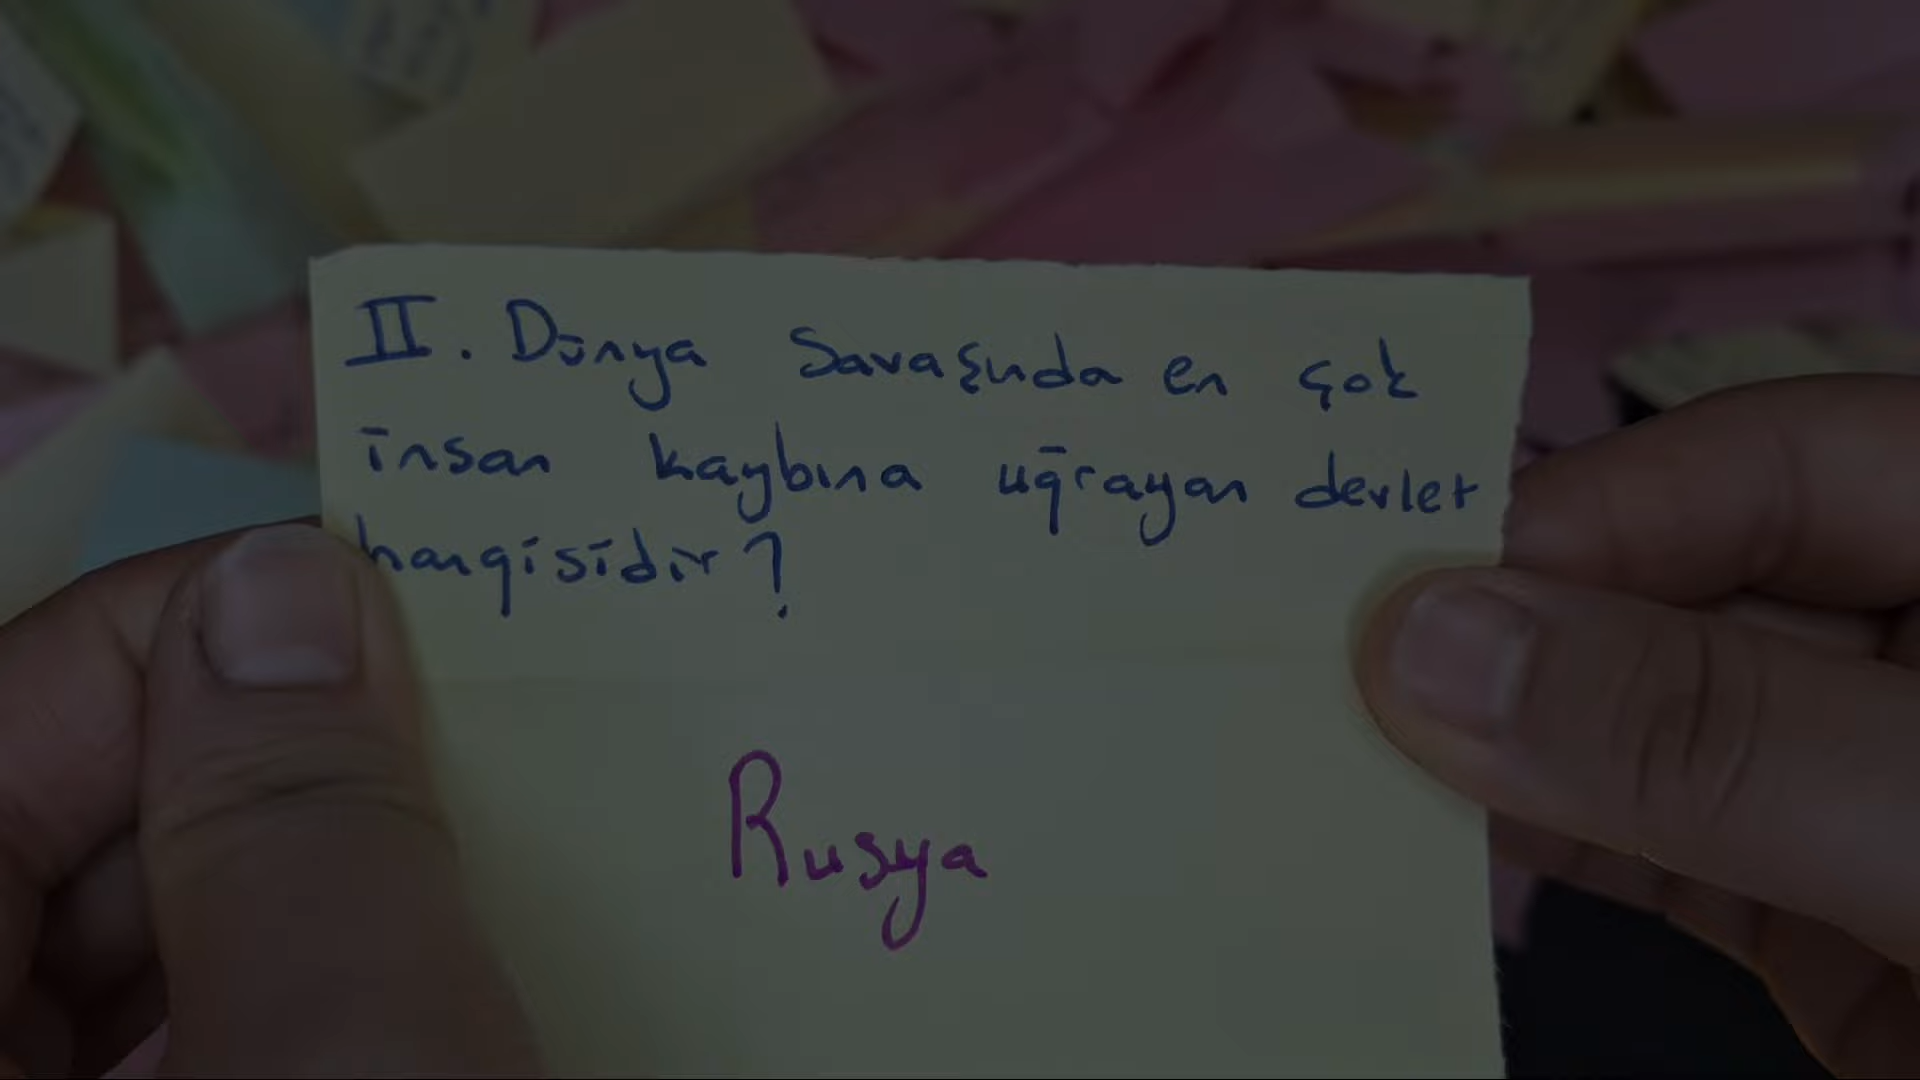 II. Dünya Savaşında en çok
insan kaybına uğrayan devlet
hangisidir?
Rusya